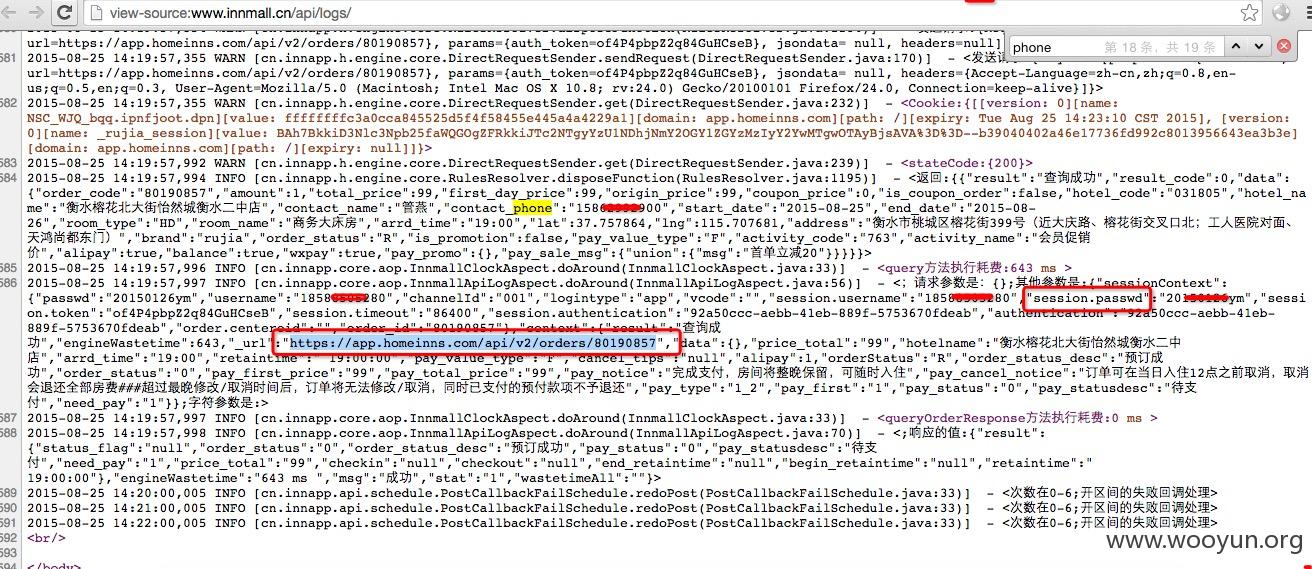 view-source:www.innmall.cn/api/logs/
phone 第 18 条，共 19 条
url=https://app.homeinns.com/api/v2/orders/80190857}, params={auth_token=of4P4pbpZ2q84GuHCseB}, jsondata= null, headers=null]
581 2015-08-25 14:19:57,355 WARN [cn.innapp.h.engine.core.DirectRequestSender.sendRequest(DirectRequestSender.java:170)] - <发送请
url=https://app.homeinns.com/api/v2/orders/80190857}, params={auth_token=of4P4pbpZ2q84GuHCseB}, jsondata= null, headers={Accept-Language=zh-cn,zh;q=0.8,en-
us;q=0.5,en;q=0.3, User-Agent=Mozilla/5.0 (Macintosh; Intel Mac OS X 10.8; rv:24.0) Gecko/20100101 Firefox/24.0, Connection=keep-alive}]}>
582 2015-08-25 14:19:57,355 WARN [cn.innapp.h.engine.core.DirectRequestSender.get(DirectRequestSender.java:232)] - <Cookie:{[[version: 0][name:
NSC_WJQ_bqq.ipnfjoot.dpn][value: ffffffffc3a0cca845525d5f4f58455e445a4a4229a1][domain: app.homeinns.com][path: /][expiry: Tue Aug 25 14:23:10 CST 2015], [version:
0][name: _rujia_session][value: BAh7BkkiD3Nlc3Npb25faWQGOgZFRkkiJTc2NTgyYzU1NDhjNmY2OGY1ZGYzMzIyY2YwMTgwOTAyBjsAVA%3D%3D--b39040402a46e17736fd992c8013956643ea3b3e]
[domain: app.homeinns.com][path: /][expiry: null]]}>
583 2015-08-25 14:19:57,992 WARN [cn.innapp.h.engine.core.DirectRequestSender.get(DirectRequestSender.java:239)] - <stateCode:{200}>
584 2015-08-25 14:19:57,994 INFO [cn.innapp.h.engine.core.RulesResolver.disposeFunction(RulesResolver.java:1195)] - <返回:{{"result":"查询成功","result_code":0,"data":
{"order_code":"80190857","amount":1,"total_price":99,"first_day_price":99,"origin_price":99,"coupon_price":0,"is_coupon_order":false,"hotel_code":"031805","hotel_na
me":"衡水榕花北大街怡然城衡水二中店","contact_name":"管燕","contact_phone":"1586 900","start_date":"2015-08-25","end_date":"2015-08-
26","room_type":"HD","room_name":"商务大床房","arrd_time":"19:00","lat":37.757864,"lng":115.707681,"address":"衡水市桃城区榕花街399号（近大庆路、榕花街交叉口北；工人医院对面、
天鸿尚都东门）","brand":"rujia","order_status":"R","is_promotion":false,"pay_value_type":"P","activity_code":"763","activity_name":"会员促销
价","alipay":true,"balance":true,"wxpay":true,"pay_promo":{},"pay_sale_msg":{"union":{"msg":"首单立减20"}}}}}>
585 2015-08-25 14:19:57,996 INFO [cn.innapp.core.aop.InnmallClockAspect.doAround(InnmallClockAspect.java:33)] - <query方法执行耗费:643 ms >
586 2015-08-25 14:19:57,997 INFO [cn.innapp.core.aop.InnmallApiLogAspect.doAround(InnmallApiLogAspect.java:56)] - <; 请求参数是: {};其他参数是:{"sessionContext":
{"passwd":"20150126ym","username":"1858 280","channelId":"001","logintype":"app","vcode":"","session.username":"1858 280","session.passwd":"20 ym","sessi
on.token":"of4P4pbpZ2q84GuHCseB","session.timeout":"86400","session.authentication":"92a50ccc-aebb-41eb-889f-5753670fdeab","authentication":"92a50ccc-aebb-41eb-
889f-5753670fdeab","order.centeroid":"","order_id":"80190857"},"context":{"result":"查询成
功","engineWastetime":643,"_url":"https://app.homeinns.com/api/v2/orders/80190857","data":{},"price_total":"99","hotelname":"衡水榕花北大街怡然城衡水二中
店","arrd_time":"19:00","retaintime":"19:00:00","pay_value_type":"P","cancel_tips":"null","alipay":1,"orderStatus":"R","order_status_desc":"预订成
功","order_status":"0","pay_first_price":"99","pay_total_price":"99","pay_notice":"完成支付，房间将整晚保留，可随时入住","pay_cancel_notice":"订单可在当日入住12点之前取消，取消
会退还全部房费###超过最晚修改/取消时间后，订单将无法修改/取消，同时已支付的预付款项不予退还","pay_type":"1_2","pay_first":"1","pay_status":"0","pay_statusdesc":"待支
付","need_pay":"1"}};字符参数是:>
587 2015-08-25 14:19:57,997 INFO [cn.innapp.core.aop.InnmallClockAspect.doAround(InnmallClockAspect.java:33)] - <queryOrderResponse方法执行耗费:0 ms >
588 2015-08-25 14:19:57,998 INFO [cn.innapp.core.aop.InnmallApiLogAspect.doAround(InnmallApiLogAspect.java:70)] - <;响应的值:{"result":
{"status_flag":"null","order_status":"0","order_status_desc":"预订成功","pay_status":"0","pay_statusdesc":"待支
付","need_pay":"1","price_total":"99","checkin":"null","checkout":"null","end_retaintime":"null","begin_retaintime":"null","retaintime":"
19:00:00"},"engineWastetime":"643 ms ","msg":"成功","stat":"1","wastetimeAll":""}>
589 2015-08-25 14:20:00,005 INFO [cn.innapp.api.schedule.PostCallbackFailSchedule.redoPost(PostCallbackFailSchedule.java:33)] - <次数在0-6;开区间的失败回调处理>
590 2015-08-25 14:21:00,005 INFO [cn.innapp.api.schedule.PostCallbackFailSchedule.redoPost(PostCallbackFailSchedule.java:33)] - <次数在0-6;开区间的失败回调处理>
591 2015-08-25 14:22:00,005 INFO [cn.innapp.api.schedule.PostCallbackFailSchedule.redoPost(PostCallbackFailSchedule.java:33)] - <次数在0-6;开区间的失败回调处理>
592 <br/>
593
594 </body>
www.wooyun.org